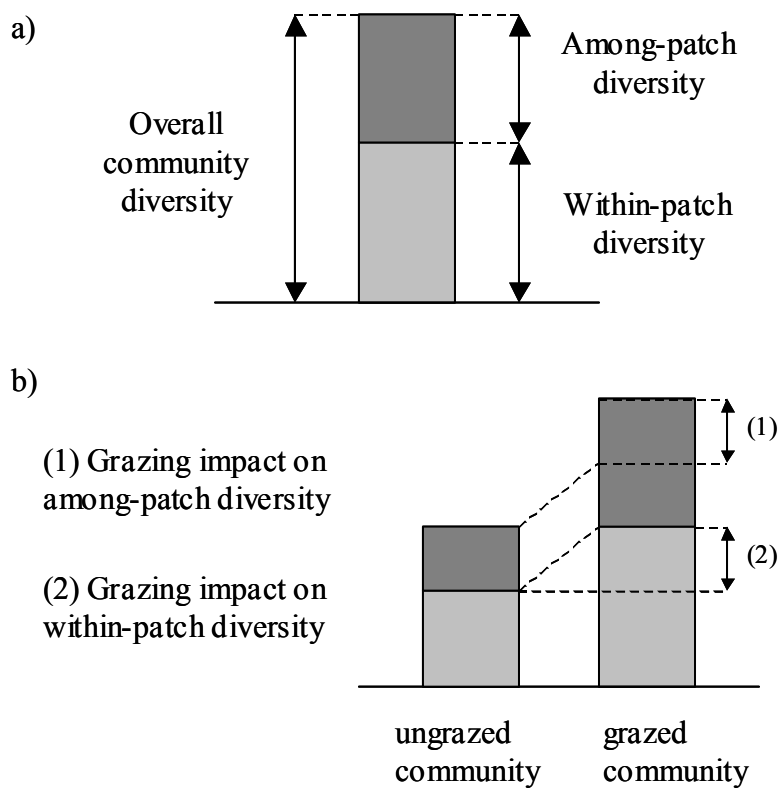 a)
Overall
community
diversity
Among-patch
diversity
Within-patch
diversity
b)
(1) Grazing impact on
among-patch diversity
(2) Grazing impact on
within-patch diversity
(1)
(2)
ungrazed
community
grazed
community